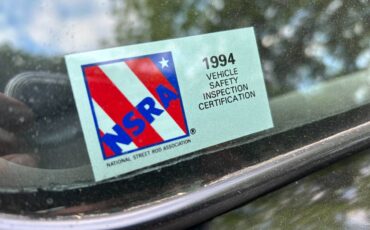 NSRA
®
NATIONAL STREET ROD ASSOCIATION
1994
VEHICLE
SAFETY
INSPECTION
CERTIFICATION